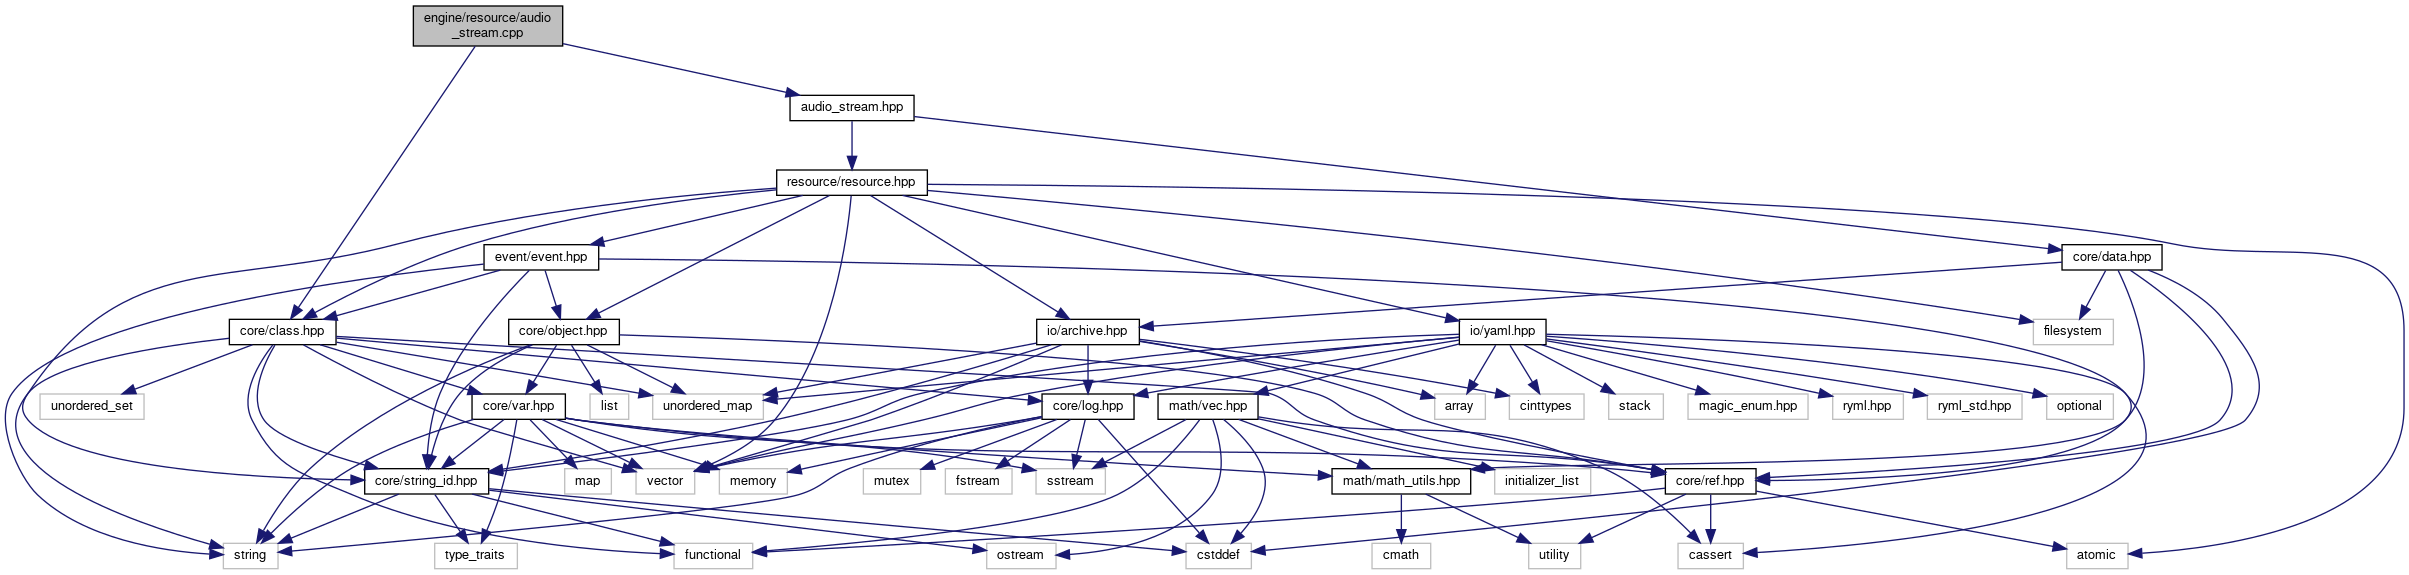 engine/resource/audio
_stream.cpp
audio_stream.hpp
resource/resource.hpp
event/event.hpp
core/data.hpp
core/class.hpp
core/object.hpp
io/archive.hpp
io/yaml.hpp
filesystem
unordered_set
core/var.hpp
list
unordered_map
core/log.hpp
math/vec.hpp
array
cinttypes
stack
magic_enum.hpp
ryml.hpp
ryml_std.hpp
optional
core/string_id.hpp
map
vector
memory
mutex
fstream
sstream
math/math_utils.hpp
initializer_list
core/ref.hpp
string
type_traits
functional
ostream
cstddef
cmath
utility
cassert
atomic